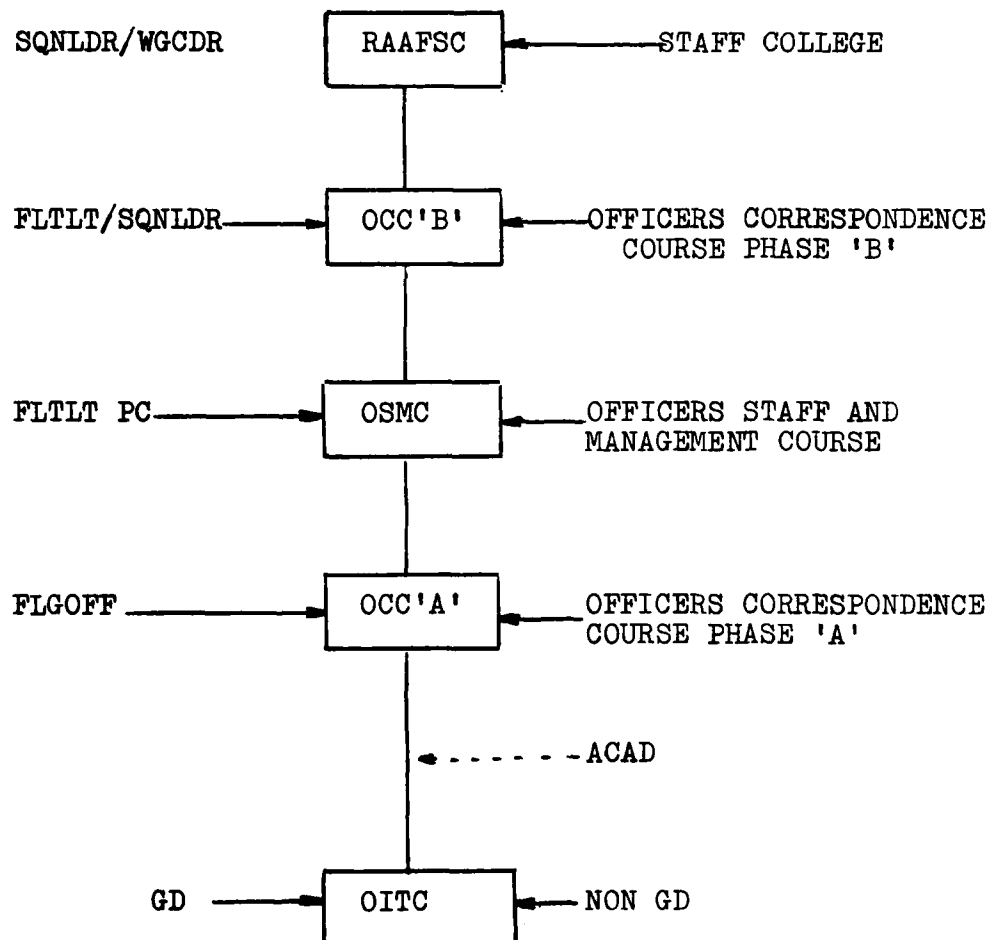 SQNLDR/WGCDR RAAFSC STAFF COLLEGE
FLTLT/SQNLDR OCC'B' OFFICERS CORRESPONDENCE
COURSE PHASE 'B'
FLTLT PC OSMC OFFICERS STAFF AND
MANAGEMENT COURSE
FLGOFF OCC'A' OFFICERS CORRESPONDENCE
COURSE PHASE 'A'
ACAD
GD OITC NON GD